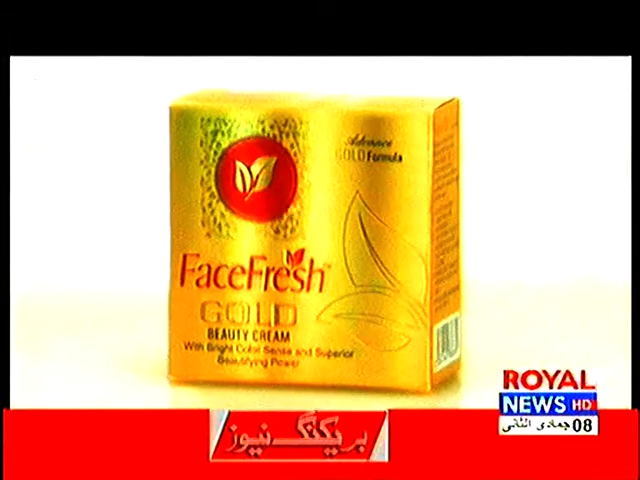 Advance
GOLD Formula
FaceFresh™
GOLD
BEAUTY CREAM
With Bright Color Sense and Superior
Beautifying Power
ROYAL
NEWS HD
08 جمادی الثانی
بریکنگ نیوز